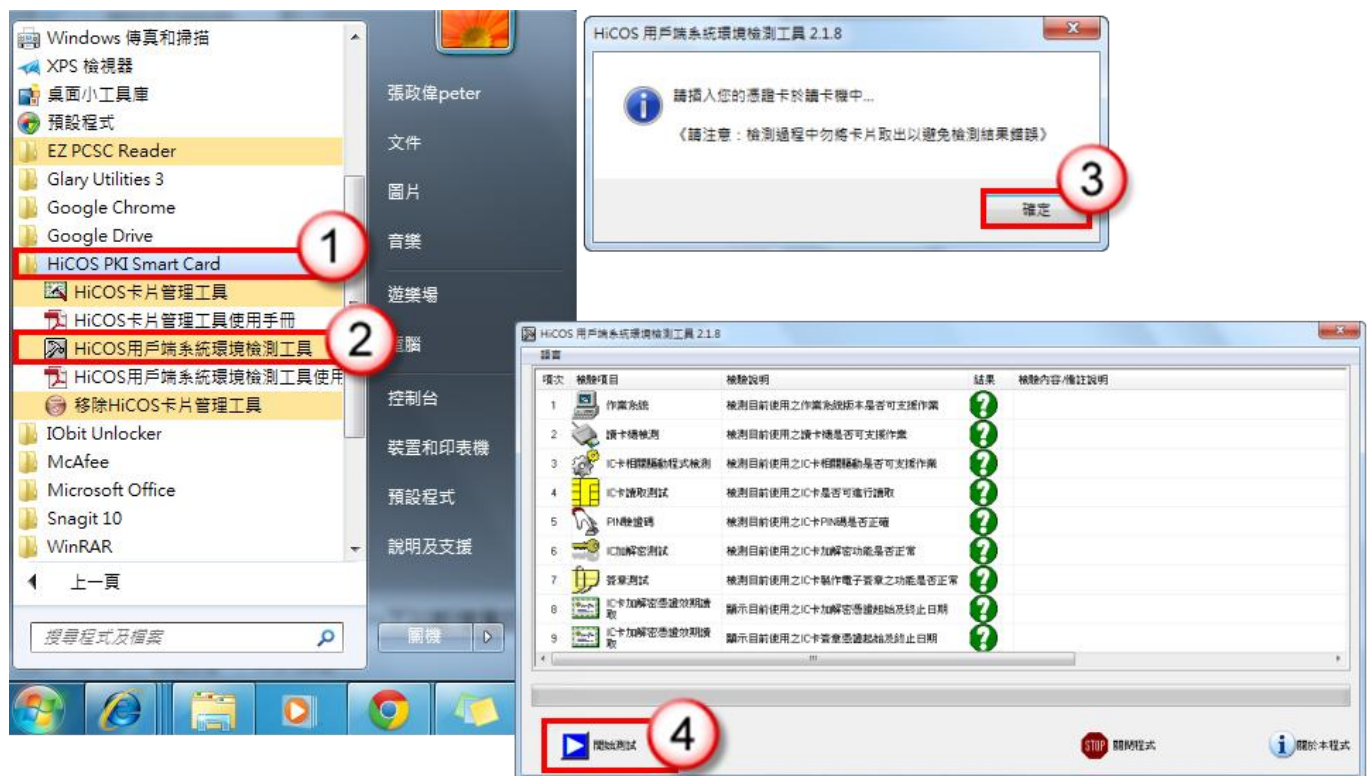 Windows 傳真和掃描
XPS 檢視器
桌面小工具庫
預設程式
EZ PCSC Reader
Glary Utilities 3
Google Chrome
Google Drive
HiCOS PKI Smart Card
HiCOS卡片管理工具
HiCOS卡片管理工具使用手冊
HiCOS用戶端系統環境檢測工具
HiCOS用戶端系統環境檢測工具使用
移除HiCOS卡片管理工具
IObit Unlocker
McAfee
Microsoft Office
Snagit 10
WinRAR
上一頁
搜尋程式及檔案
1
2
張政偉peter
文件
圖片
音樂
遊樂場
電腦
控制台
裝置和印表機
預設程式
說明及支援
關機
HiCOS 用戶端系統環境檢測工具 2.1.8
X
請插入您的憑證卡於讀卡機中...
《請注意：檢測過程中勿將卡片取出以避免檢測結果錯誤》
3
確定
HiCOS 用戶端系統環境檢測工具 2.1.8
語言
項次 檢驗項目 檢驗說明 結果 檢驗內容/備註說明
1 作業系統 檢測目前使用之作業系統版本是否可支援作業 ?
2 讀卡機檢測 檢測目前使用之讀卡機是否可支援作業 ?
3 IC卡相關驅動程式檢測 檢測目前使用之IC卡相關驅動是否可支援作業 ?
4 IC卡讀取測試 檢測目前使用之IC卡是否可進行讀取 ?
5 PIN驗證碼 檢測目前使用之IC卡PIN碼是否正確 ?
6 IC加解密測試 檢測目前使用之IC卡加解密功能是否正常 ?
7 簽章測試 檢測目前使用之IC卡製作電子簽章之功能是否正常 ?
8 IC卡加解密憑證效期讀取 顯示目前使用之IC卡加解密憑證起始及終止日期 ?
9 IC卡加解密憑證效期讀取 顯示目前使用之IC卡簽章憑證起始及終止日期 ?
開始測試
4
STOP 關閉程式
i 關於本程式